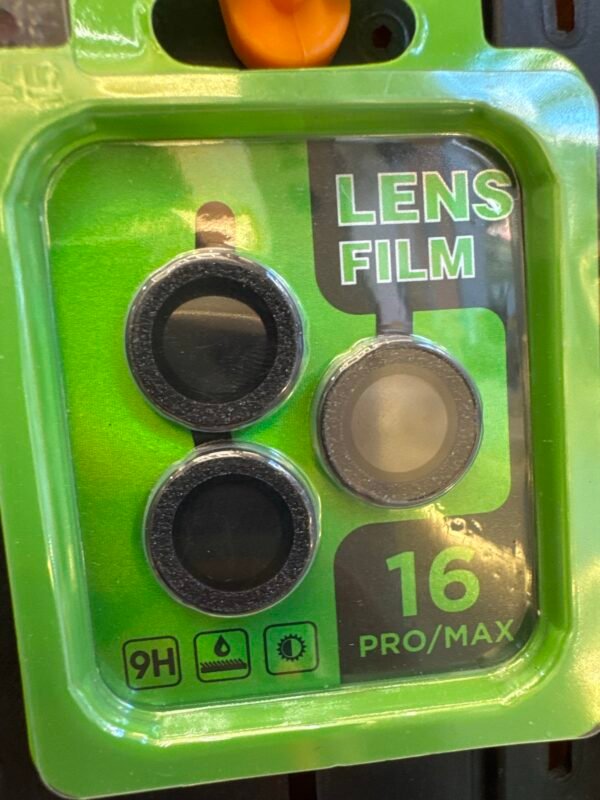 LENS
FILM
16
PRO/MAX
9H